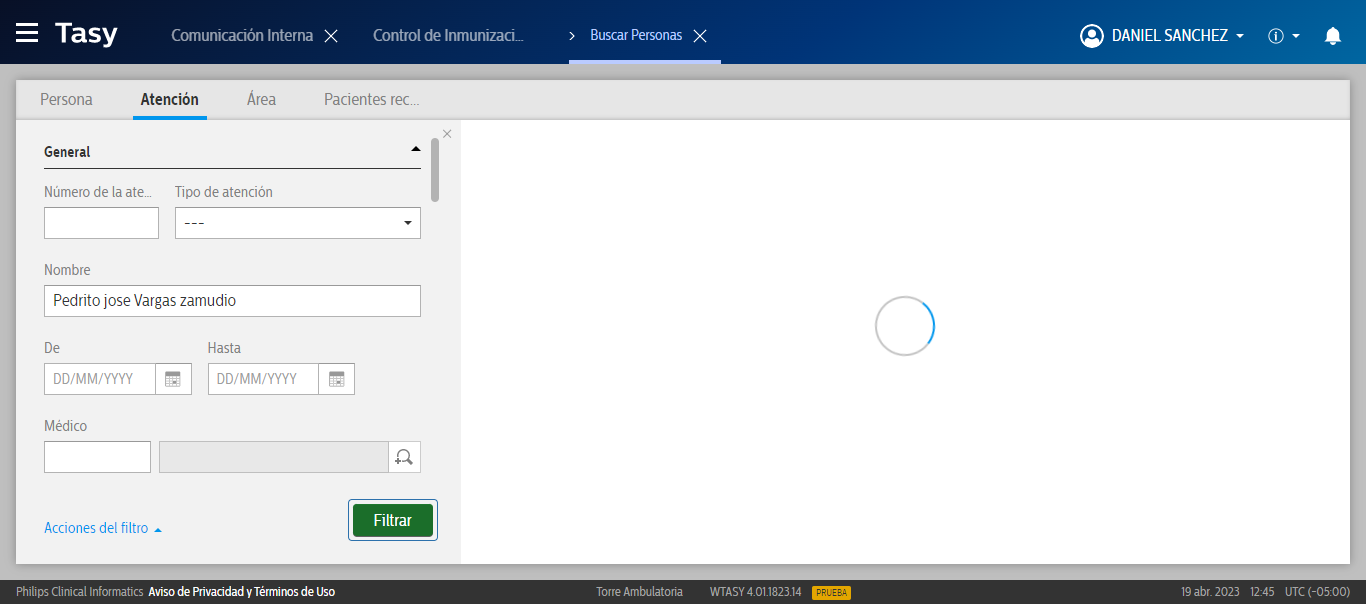 Tasy
Comunicación Interna
Control de Inmunizaci...
Buscar Personas
DANIEL SANCHEZ
Persona
Atención
Área
Pacientes rec...
General
Número de la ate...
Tipo de atención
---
Nombre
Pedrito jose Vargas zamudio
De
Hasta
DD/MM/YYYY
DD/MM/YYYY
Médico
Acciones del filtro
Filtrar
Philips Clinical Informatics Aviso de Privacidad y Términos de Uso
Torre Ambulatoria
WTASY 4.01.1823.14
PRUEBA
19 abr. 2023
12:45
UTC (-05:00)